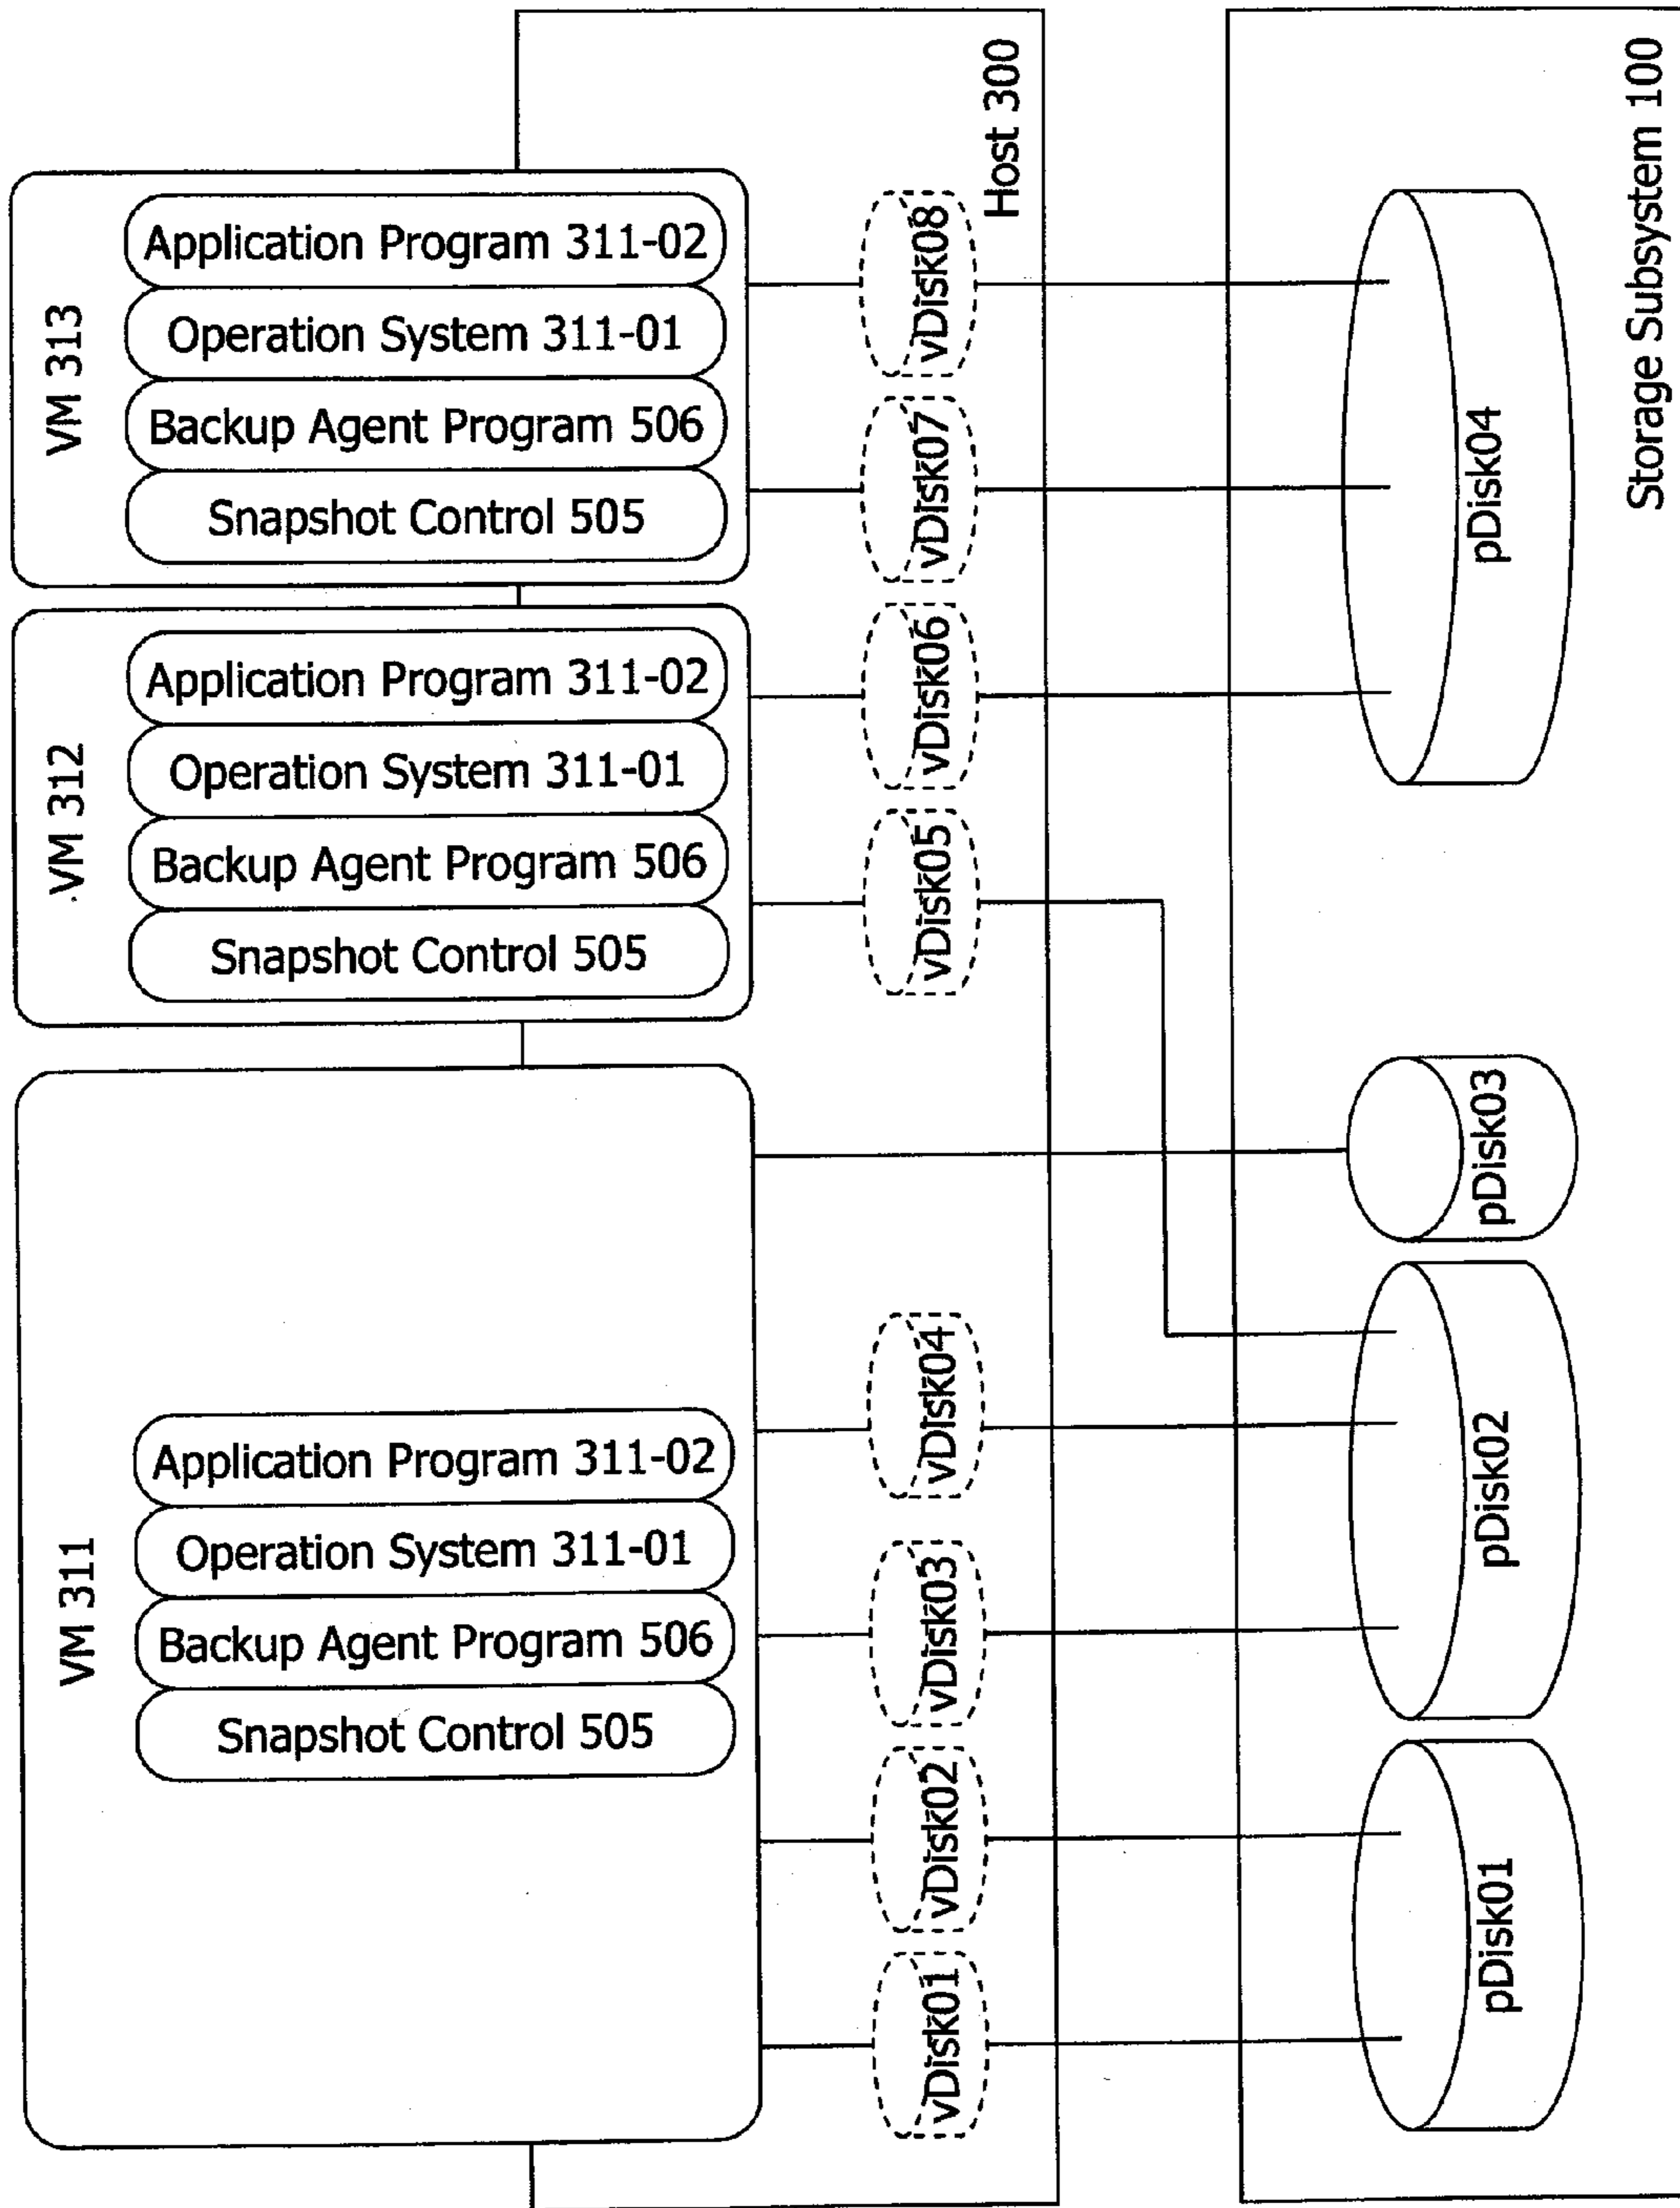 VM 311
Application Program 311-02
Operation System 311-01
Backup Agent Program 506
Snapshot Control 505
VM 312
Application Program 311-02
Operation System 311-01
Backup Agent Program 506
Snapshot Control 505
VM 313
Application Program 311-02
Operation System 311-01
Backup Agent Program 506
Snapshot Control 505
vDisk01
vDisk02
vDisk03
vDisk04
vDisk05
vDisk06
vDisk07
vDisk08
Host 300
pDisk01
pDisk02
pDisk03
pDisk04
Storage Subsystem 100